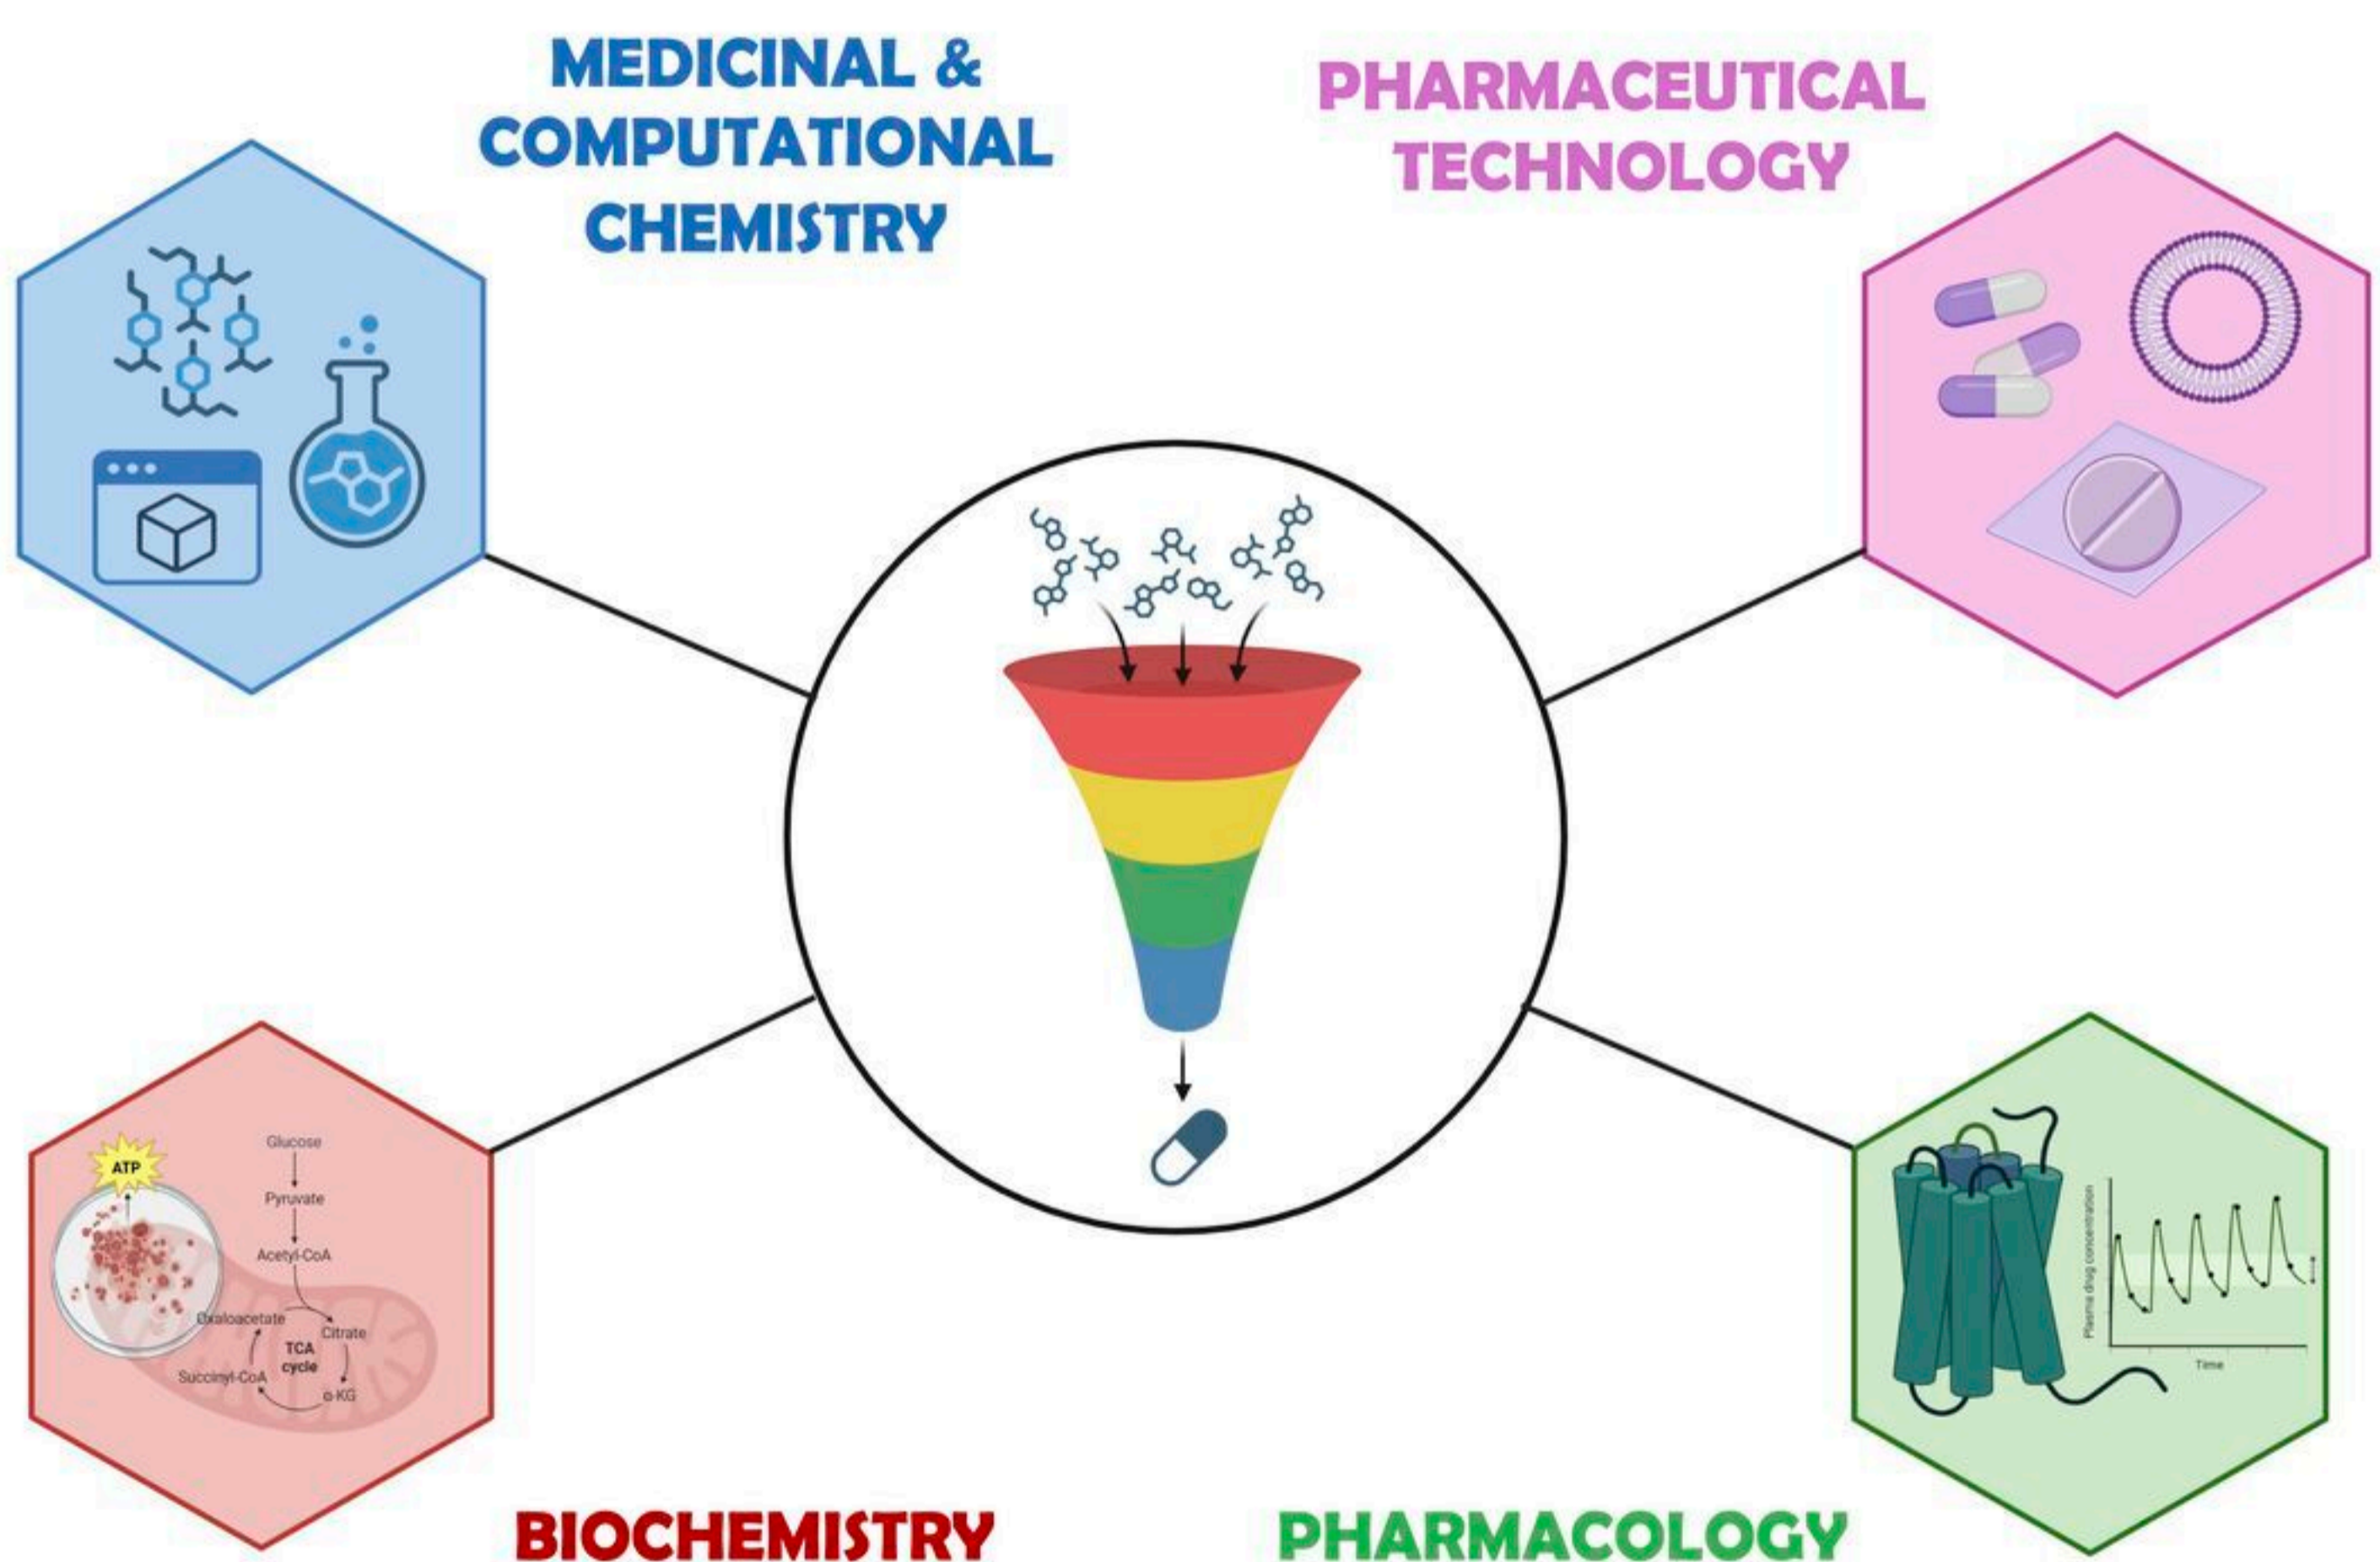 MEDICINAL &
COMPUTATIONAL
CHEMISTRY
PHARMACEUTICAL
TECHNOLOGY
ATP
Glucose
Pyruvate
Acetyl-CoA
Oxaloacetate
Citrate
TCA
cycle
Succinyl-CoA
α-KG
Plasma drug concentration
Time
BIOCHEMISTRY
PHARMACOLOGY